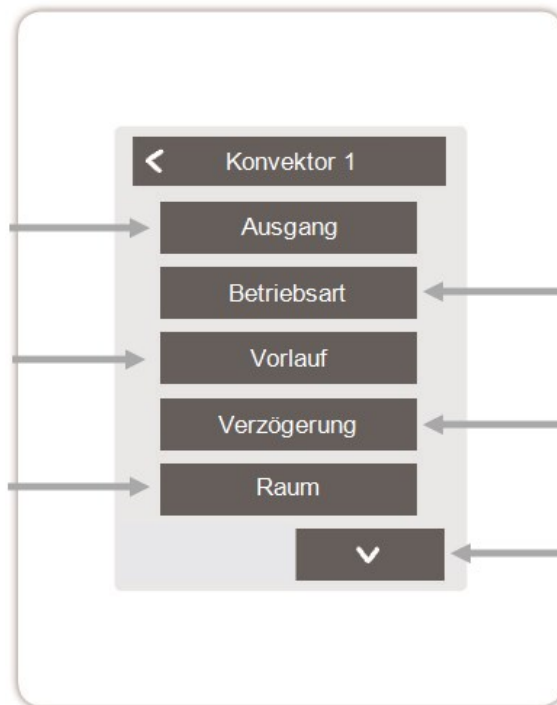 Konvektor 1
Ausgang
Betriebsart
Vorlauf
Verzögerung
Raum